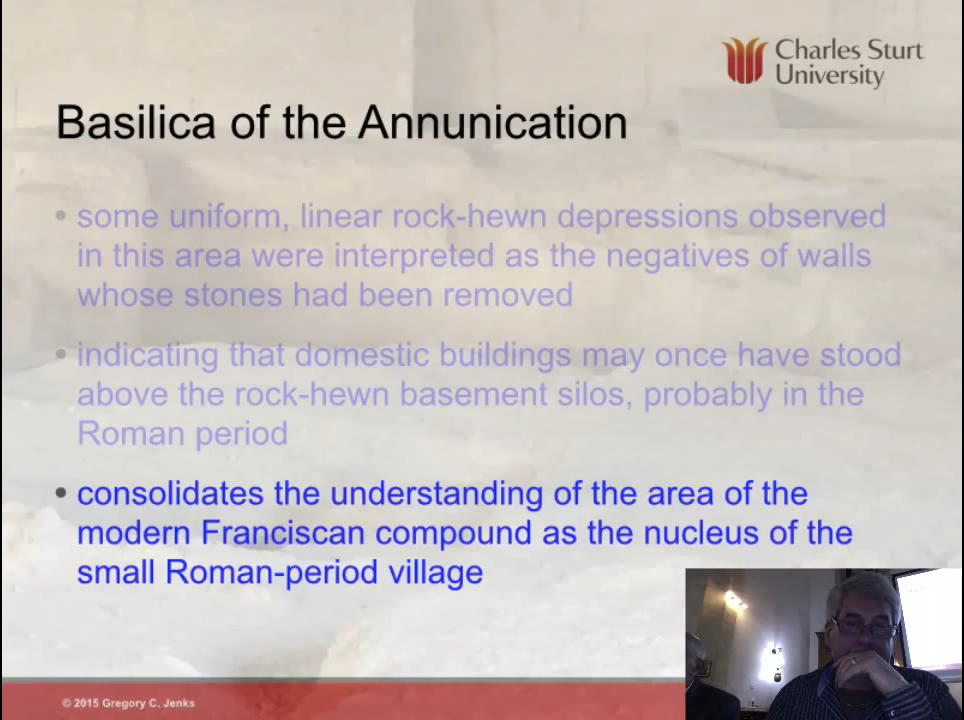 Charles Sturt
University
Basilica of the Annunication
• some uniform, linear rock-hewn depressions observed
in this area were interpreted as the negatives of walls
whose stones had been removed
• indicating that domestic buildings may once have stood
above the rock-hewn basement silos, probably in the
Roman period
• consolidates the understanding of the area of the
modern Franciscan compound as the nucleus of the
small Roman-period village
© 2015 Gregory C. Jenks